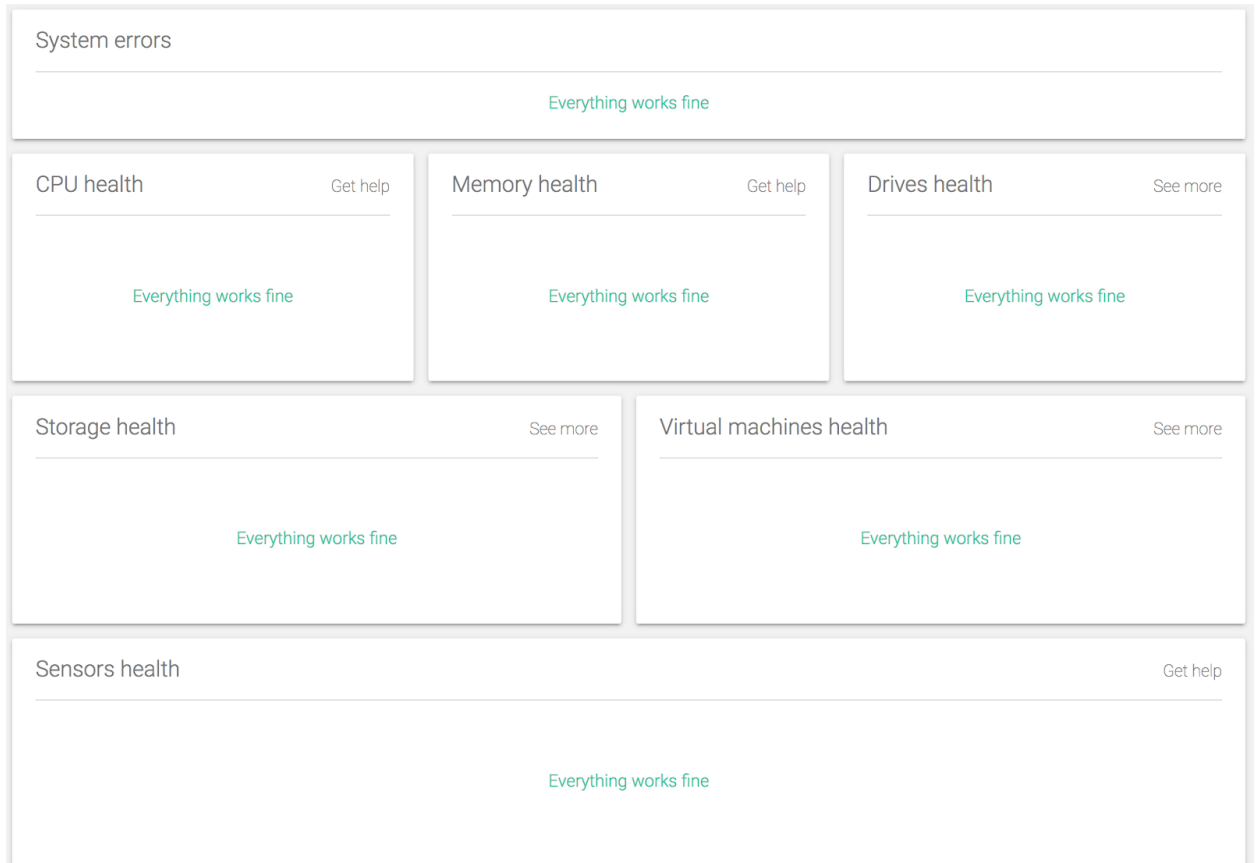 System errors
Everything works fine
CPU health
Get help
Everything works fine
Memory health
Get help
Everything works fine
Drives health
See more
Everything works fine
Storage health
See more
Everything works fine
Virtual machines health
See more
Everything works fine
Sensors health
Get help
Everything works fine